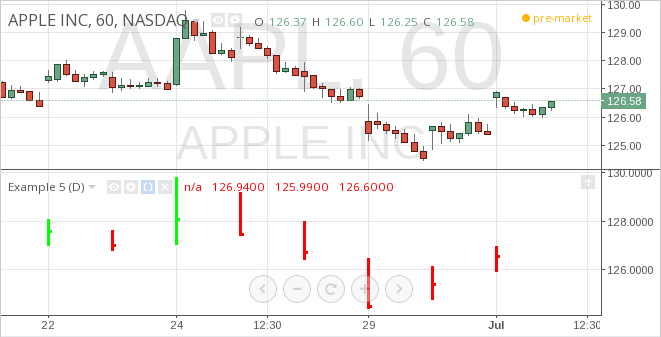 APPLE INC, 60, NASDAQ O 126.37 H 126.60 L 126.25 C 126.58 pre-market
AAPL, 60
APPLE INC
130.00
129.00
128.00
127.00
126.58
126.00
125.00
Example 5 (D) n/a 126.9400 125.9900 126.6000
130.0000
128.0000
126.0000
22 24 12:30 29 Jul 12:30